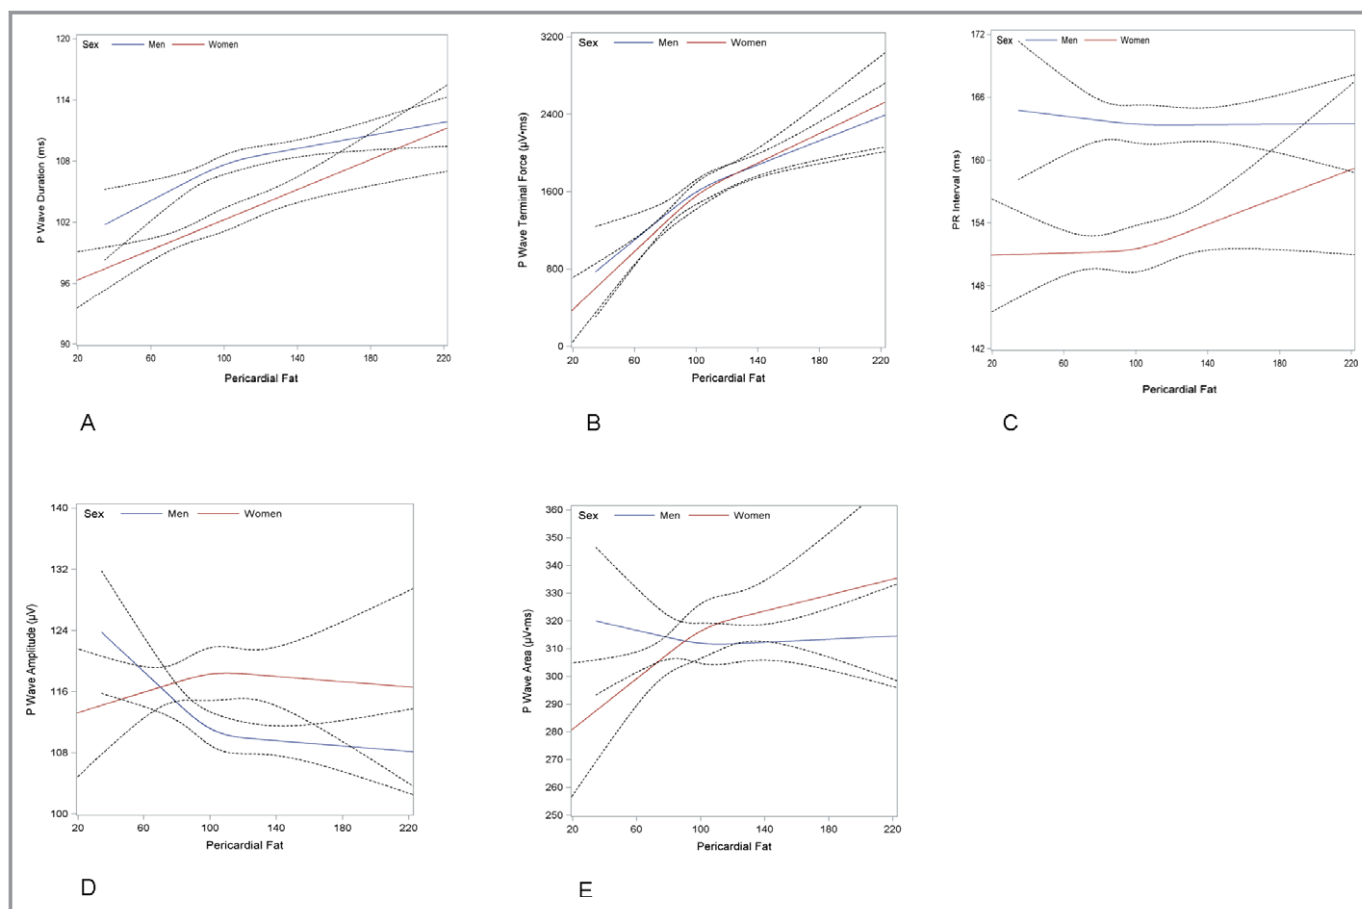 Sex Men Women
120
114
108
102
96
90
P Wave Duration (ms)
20 60 100 140 180 220
Pericardial Fat
A
Sex Men Women
3200
2400
1600
800
0
P Wave Terminal Force (µV•ms)
20 60 100 140 180 220
Pericardial Fat
B
Sex Men Women
172
166
160
154
148
142
PR Interval (ms)
20 60 100 140 180 220
Pericardial Fat
C
Sex Men Women
140
132
124
116
108
100
P Wave Amplitude (µV)
20 60 100 140 180 220
Pericardial Fat
D
Sex Men Women
360
350
340
330
320
310
300
290
280
270
260
250
P Wave Area (µV•ms)
20 60 100 140 180 220
Pericardial Fat
E